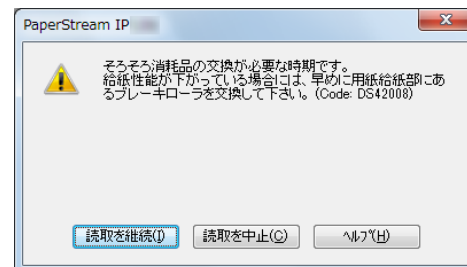 PaperStream IP
そろそろ消耗品の交換が必要な時期です。
給紙性能が下がっている場合には、早めに用紙給紙部にあ
るブレーキローラを交換して下さい。(Code: DS42008)
読取を継続(I)
読取を中止(C)
ヘルプ(H)